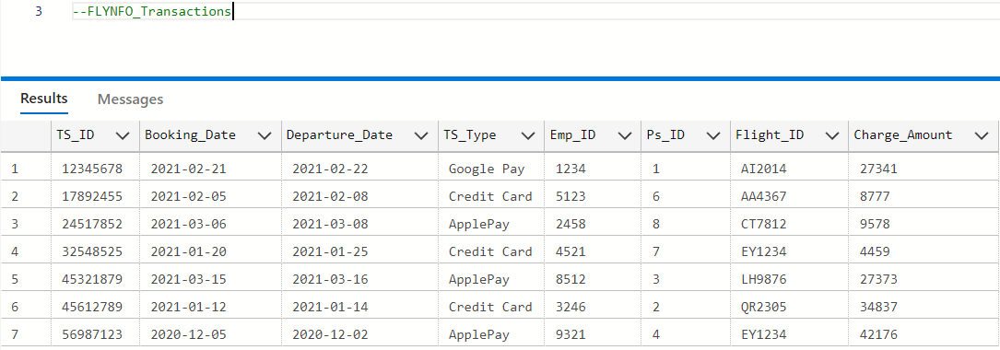 3 --FLYNFO_Transactions
Results Messages
TS_ID Booking_Date Departure_Date TS_Type Emp_ID Ps_ID Flight_ID Charge_Amount
1 12345678 2021-02-21 2021-02-22 Google Pay 1234 1 AI2014 27341
2 17892455 2021-02-05 2021-02-08 Credit Card 5123 6 AA4367 8777
3 24517852 2021-03-06 2021-03-08 ApplePay 2458 8 CT7812 9578
4 32548525 2021-01-20 2021-01-25 Credit Card 4521 7 EY1234 4459
5 45321879 2021-03-15 2021-03-16 ApplePay 8512 3 LH9876 27373
6 45612789 2021-01-12 2021-01-14 Credit Card 3246 2 QR2305 34837
7 56987123 2020-12-05 2020-12-02 ApplePay 9321 4 EY1234 42176